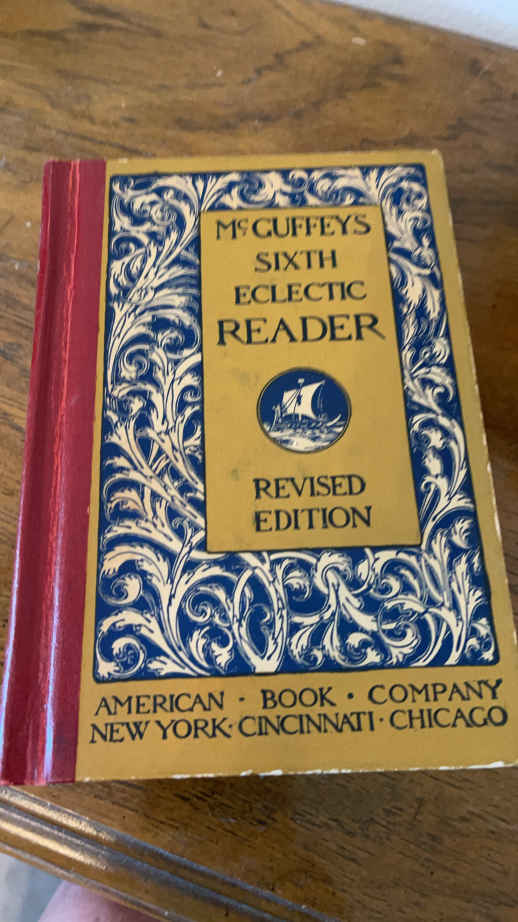 McGUFFEY'S
SIXTH
ECLECTIC
READER
REVISED
EDITION
AMERICAN · BOOK · COMPANY
NEW YORK · CINCINNATI · CHICAGO